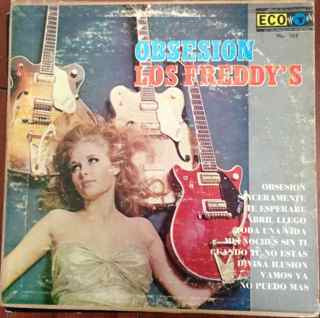 ECO
OBSESION
LOS FREDDY'S
OBSESION
SINCERAMENTE
TE ESPERARE
ABRIL LLEGO
TODA UNA VIDA
MIS NOCHES SIN TI
CUANDO TU NO ESTAS
DIVINA ILUSION
VAMOS YA
NO PUEDO MAS